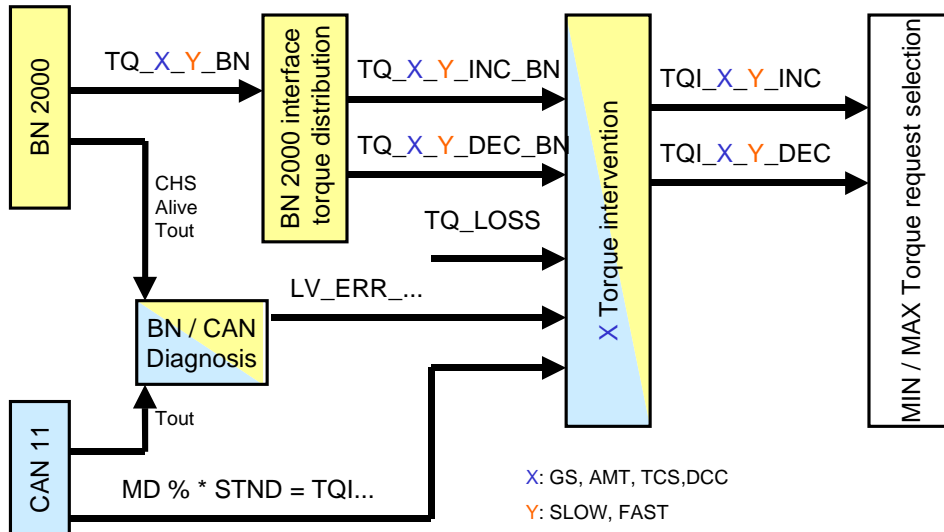 BN 2000
TQ_X_Y_BN
CHS
Alive
Tout
BN 2000 interface
torque distribution
TQ_X_Y_INC_BN
TQ_X_Y_DEC_BN
TQ_LOSS
LV_ERR_...
BN / CAN
Diagnosis
Tout
CAN 11
MD % * STND = TQI...
X Torque intervention
TQI_X_Y_INC
TQI_X_Y_DEC
MIN / MAX Torque request selection
X: GS, AMT, TCS,DCC
Y: SLOW, FAST